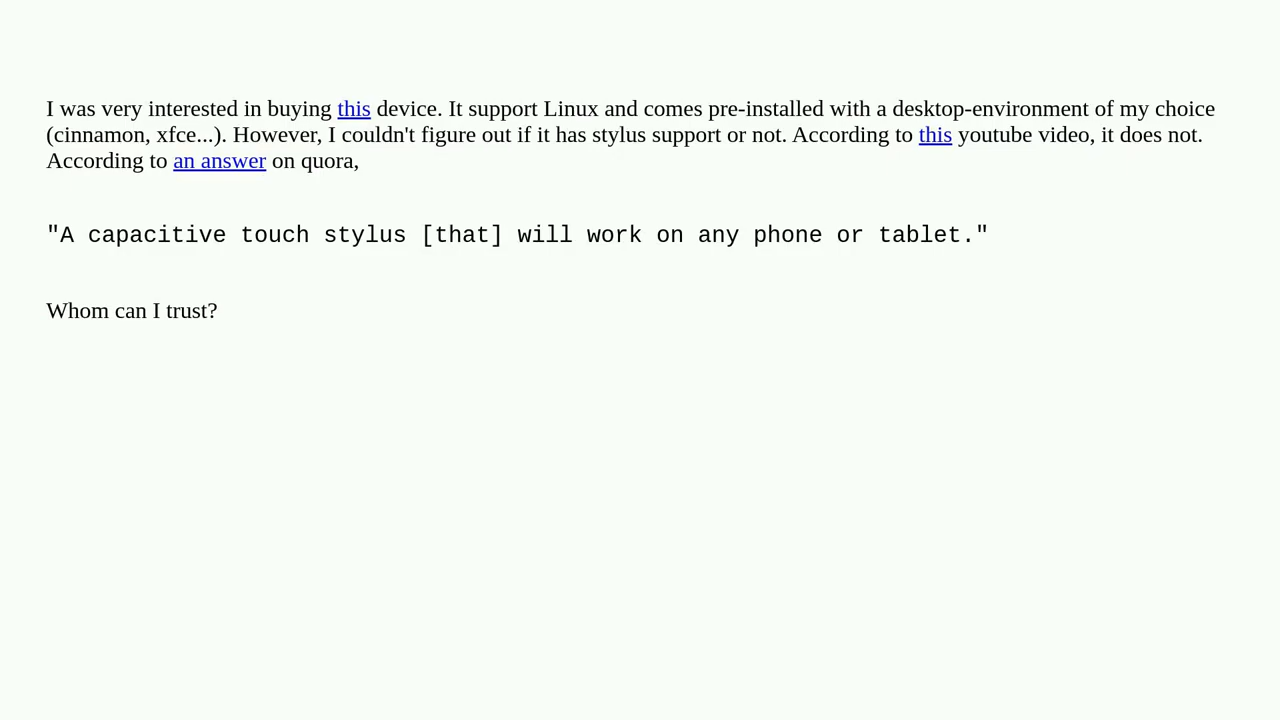 I was very interested in buying this device. It support Linux and comes pre-installed with a desktop-environment of my choice
(cinnamon, xfce...). However, I couldn't figure out if it has stylus support or not. According to this youtube video, it does not.
According to an answer on quora,
"A capacitive touch stylus [that] will work on any phone or tablet."
Whom can I trust?